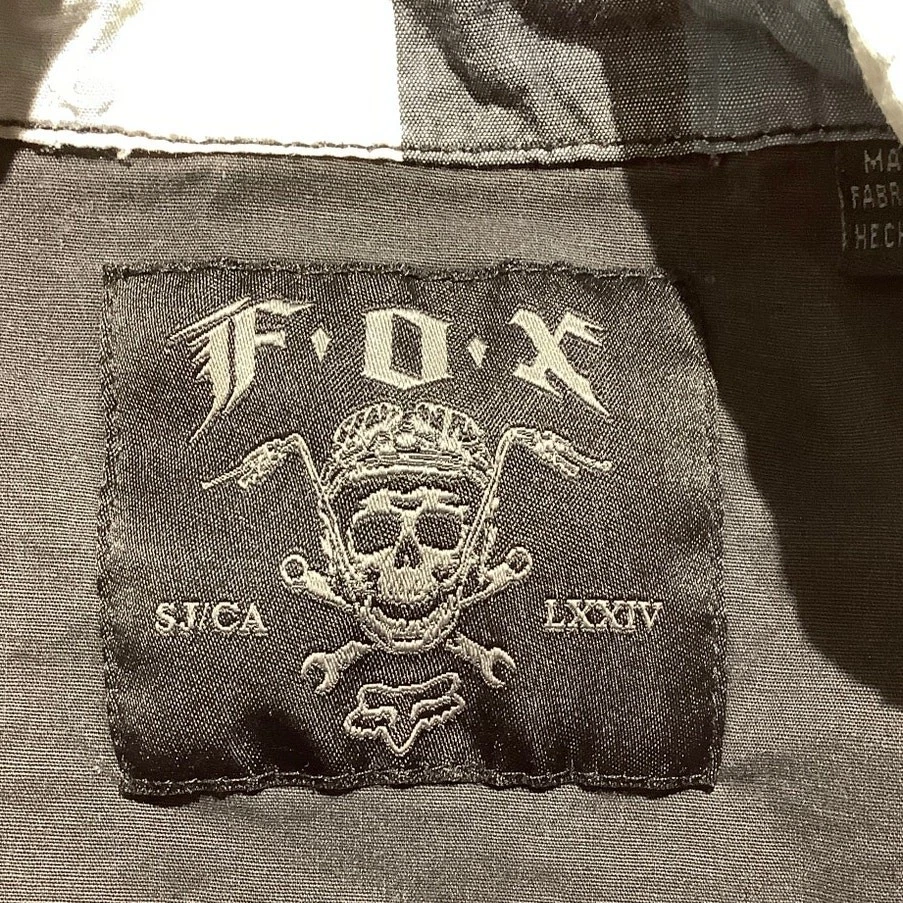 F·O·X
SJ/CA
LXXIV
MA
FABR
HECH